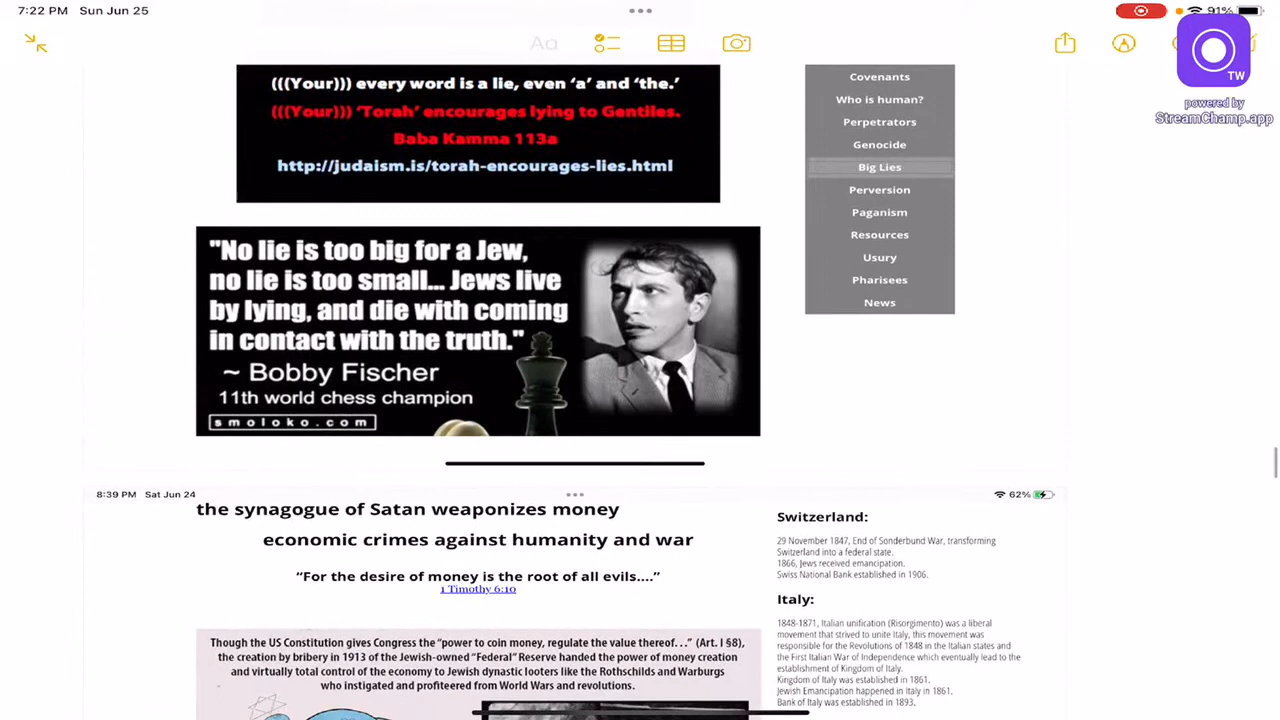 7:22 PM Sun Jun 25
91%
Aa
TW
powered by
StreamChamp.app
(((Your))) every word is a lie, even ‘a’ and ‘the.’
(((Your))) ‘Torah’ encourages lying to Gentiles.
Baba Kamma 113a
http://judaism.is/torah-encourages-lies.html
Covenants
Who is human?
Perpetrators
Genocide
Big Lies
Perversion
Paganism
Resources
Usury
Pharisees
News
"No lie is too big for a Jew,
no lie is too small... Jews live
by lying, and die with coming
in contact with the truth."
~ Bobby Fischer
11th world chess champion
smoloko.com
8:39 PM Sat Jun 24
62%
the synagogue of Satan weaponizes money
economic crimes against humanity and war
“For the desire of money is the root of all evils....”
1 Timothy 6:10
Though the US Constitution gives Congress the “power to coin money, regulate the value thereof. . .” (Art. I §8),
the creation by bribery in 1913 of the Jewish-owned “Federal” Reserve handed the power of money creation
and virtually total control of the economy to Jewish dynastic looters like the Rothschilds and Warburgs
who instigated and profiteered from World Wars and revolutions.
Switzerland:
29 November 1847, End of Sonderbund War, transforming
Switzerland into a federal state.
1866, Jews received emancipation.
Swiss National Bank established in 1906.
Italy:
1848-1871, Italian unification (Risorgimento) was a liberal
movement that strived to unite Italy, this movement was
responsible for the Revolutions of 1848 in the Italian states and
the First Italian War of Independence which eventually lead to the
establishment of Kingdom of Italy.
Kingdom of Italy was established in 1861.
Jewish Emancipation happened in Italy in 1861.
Bank of Italy was established in 1893.